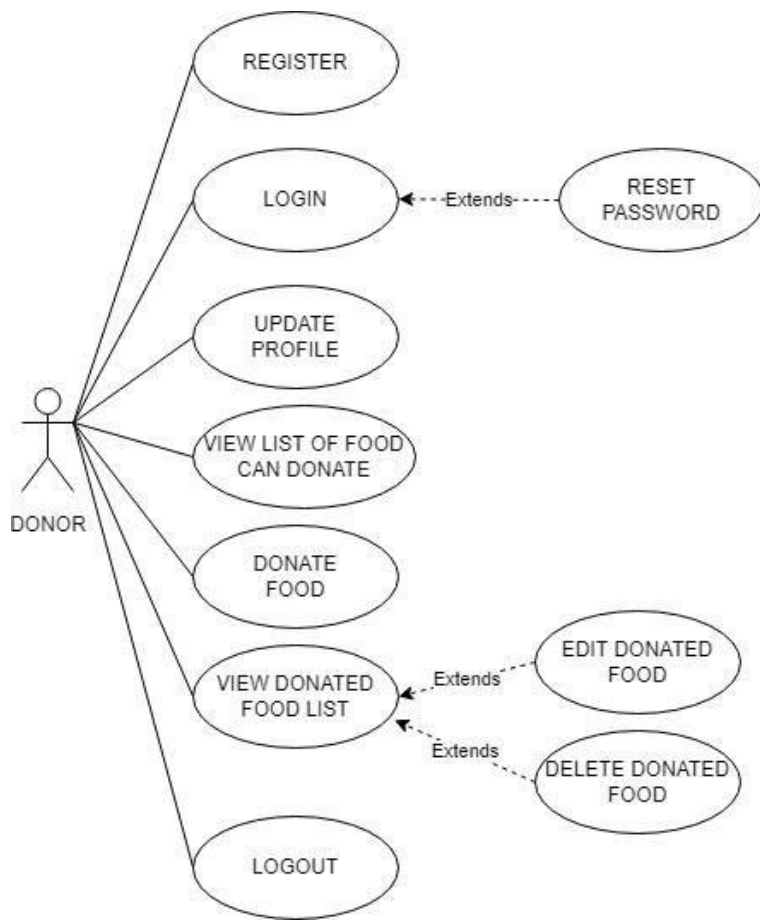 REGISTER
LOGIN
Extends
RESET
PASSWORD
UPDATE
PROFILE
VIEW LIST OF FOOD
CAN DONATE
DONOR
DONATE
FOOD
VIEW DONATED
FOOD LIST
Extends
EDIT DONATED
FOOD
Extends
DELETE DONATED
FOOD
LOGOUT